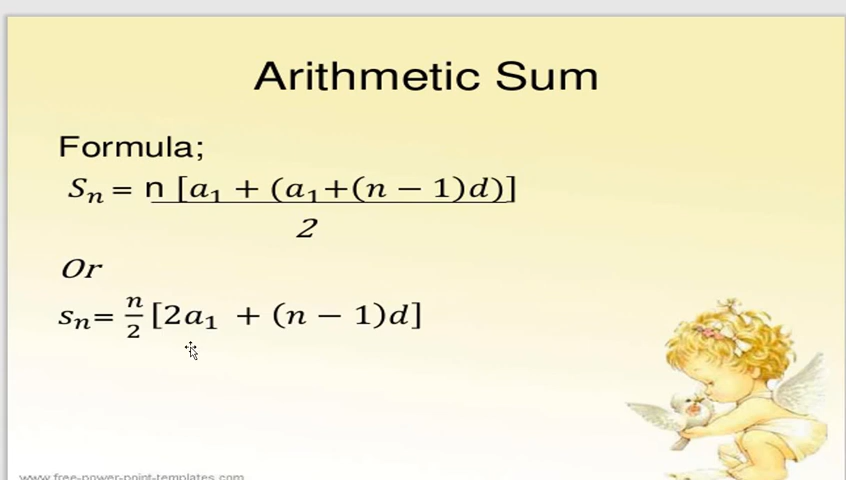 Arithmetic Sum
Formula;
Sₙ = n [a₁ + (a₁+(n − 1)d)]
2
Or
sₙ= n/2 [2a₁ + (n − 1)d]
www.free-power-point-templates.com